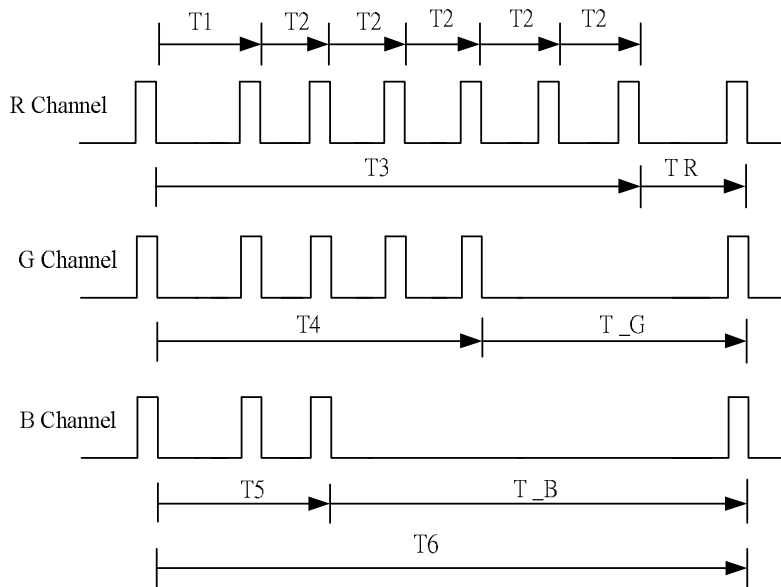 T1 T2 T2 T2 T2 T2
R Channel
T3 T R
G Channel
T4 T _G
B Channel
T5 T _B
T6